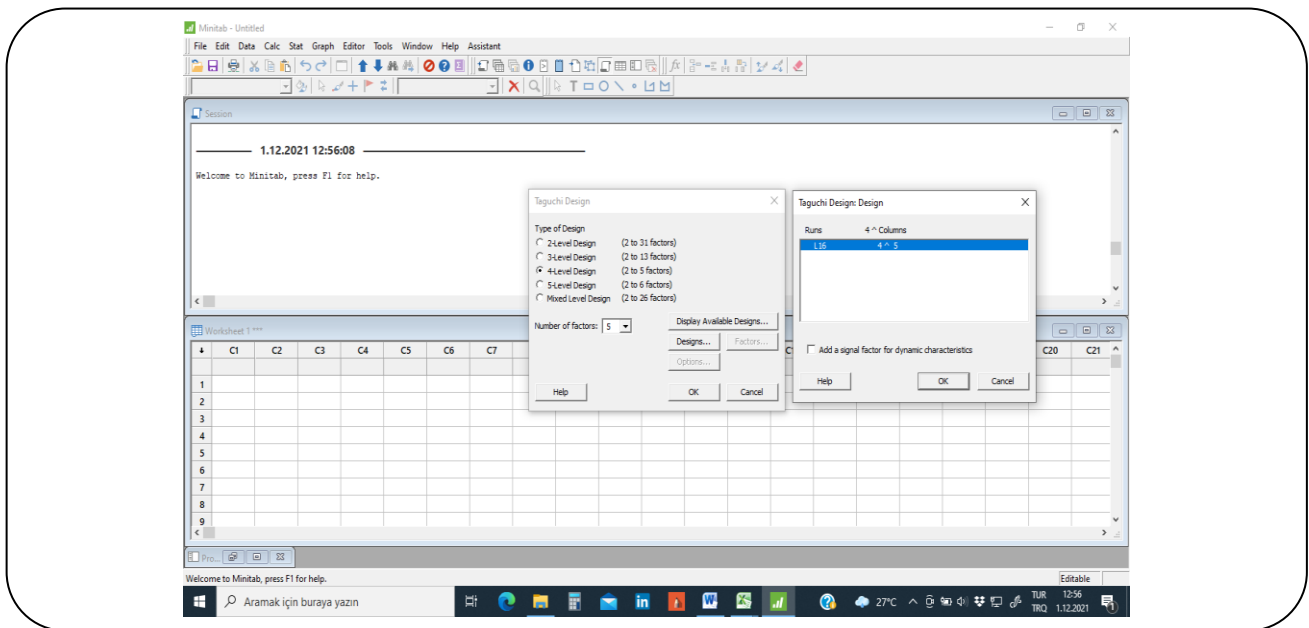 Minitab - Untitled
File Edit Data Calc Stat Graph Editor Tools Window Help Assistant
Session
1.12.2021 12:56:08
Welcome to Minitab, press F1 for help.
Taguchi Design
Type of Design
2-Level Design (2 to 31 factors)
3-Level Design (2 to 13 factors)
4-Level Design (2 to 5 factors)
5-Level Design (2 to 6 factors)
Mixed Level Design (2 to 26 factors)
Number of factors: 5
Display Available Designs...
Designs... Factors...
Options...
Help OK Cancel
Taguchi Design: Design
Runs 4 ^ Columns
L16 4 ^ 5
Add a signal factor for dynamic characteristics
Help OK Cancel
Worksheet 1 ***
C1 C2 C3 C4 C5 C6 C7 C20 C21
1
2
3
4
5
6
7
8
9
Pro...
Welcome to Minitab, press F1 for help. Editable
Aramak için buraya yazın 27°C TUR 12:56
TRQ 1.12.2021